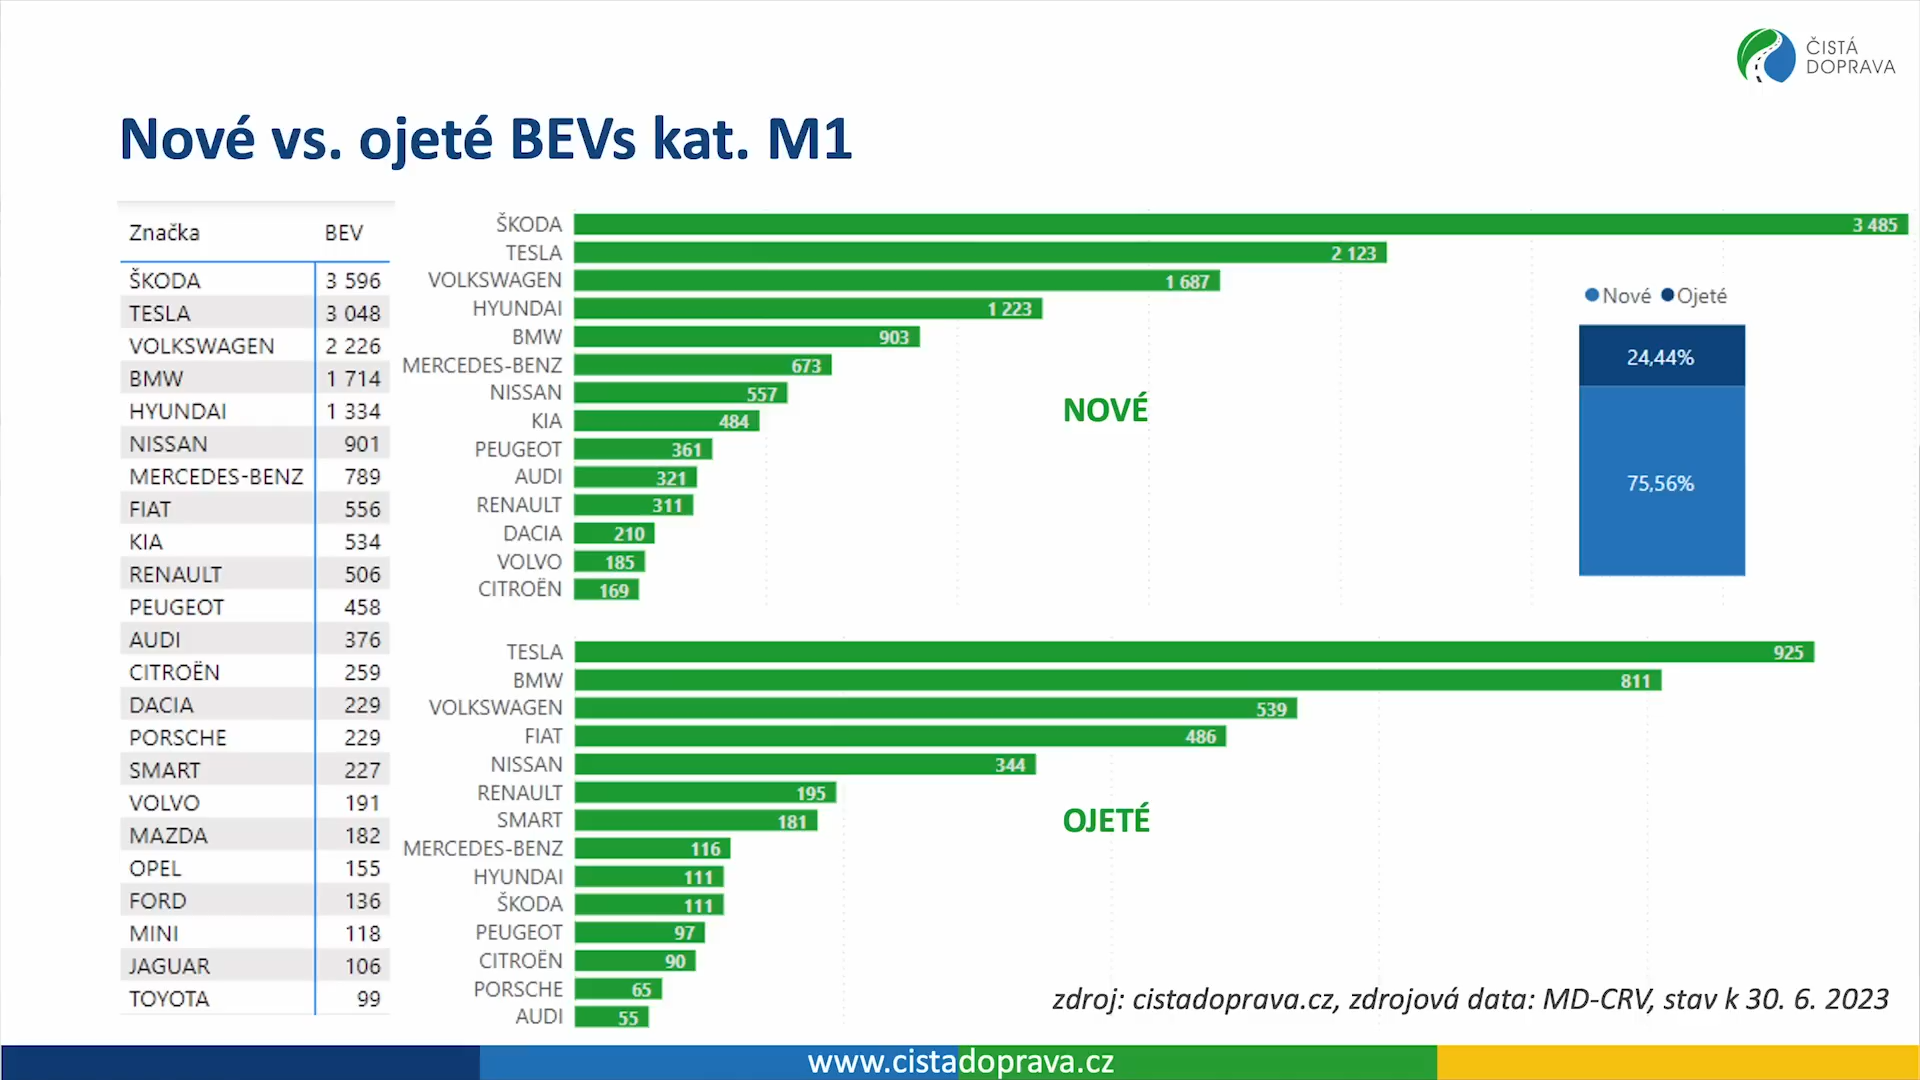 ČISTÁ
DOPRAVA
Nové vs. ojeté BEVs kat. M1
Značka BEV
ŠKODA 3 596
TESLA 3 048
VOLKSWAGEN 2 226
BMW 1 714
HYUNDAI 1 334
NISSAN 901
MERCEDES-BENZ 789
FIAT 556
KIA 534
RENAULT 506
PEUGEOT 458
AUDI 376
CITROËN 259
DACIA 229
PORSCHE 229
SMART 227
VOLVO 191
MAZDA 182
OPEL 155
FORD 136
MINI 118
JAGUAR 106
TOYOTA 99
ŠKODA 3 485
TESLA 2 123
VOLKSWAGEN 1 687
HYUNDAI 1 223
BMW 903
MERCEDES-BENZ 673
NISSAN 557
KIA 484
PEUGEOT 361
AUDI 321
RENAULT 311
DACIA 210
VOLVO 185
CITROËN 169
NOVÉ
Nové Ojeté
24,44%
75,56%
TESLA 925
BMW 811
VOLKSWAGEN 539
FIAT 486
NISSAN 344
RENAULT 195
SMART 181
MERCEDES-BENZ 116
HYUNDAI 111
ŠKODA 111
PEUGEOT 97
CITROËN 90
PORSCHE 65
AUDI 55
OJETÉ
zdroj: cistadoprava.cz, zdrojová data: MD-CRV, stav k 30. 6. 2023
www.cistadoprava.cz